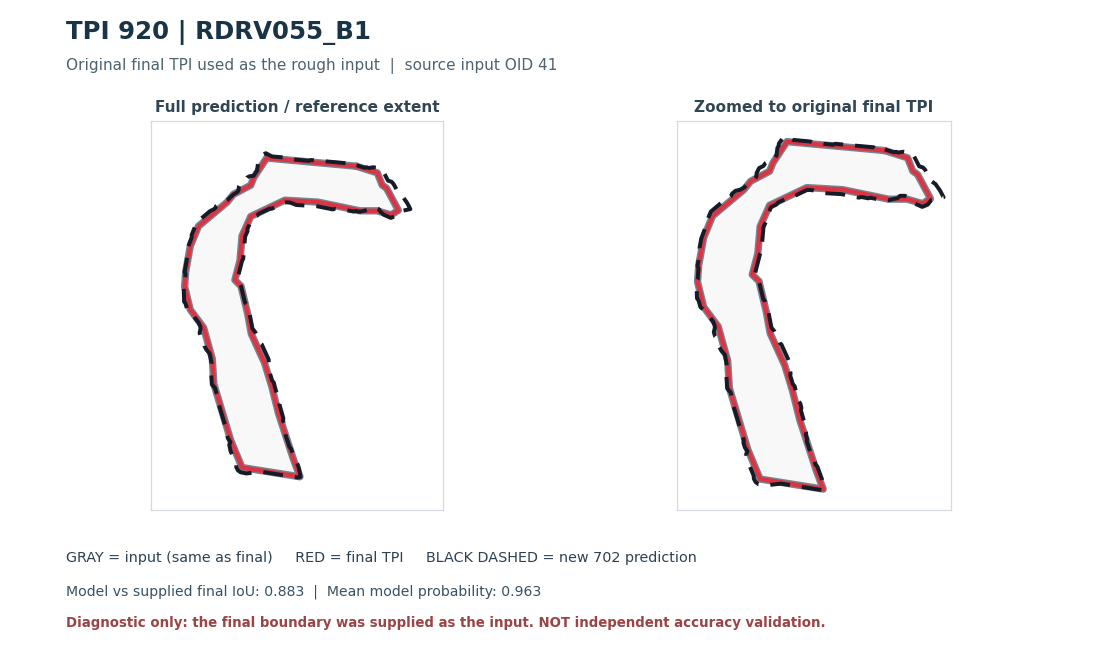 TPI 920 | RDRV055_B1
Original final TPI used as the rough input | source input OID 41
Full prediction / reference extent
Zoomed to original final TPI
GRAY = input (same as final) RED = final TPI BLACK DASHED = new 702 prediction
Model vs supplied final IoU: 0.883 | Mean model probability: 0.963
Diagnostic only: the final boundary was supplied as the input. NOT independent accuracy validation.